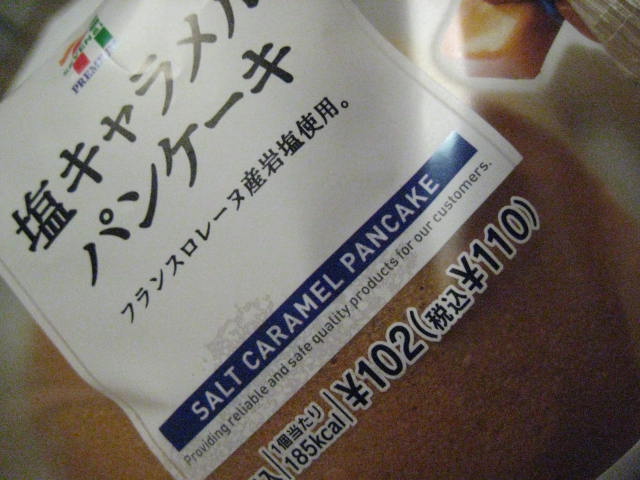 塩キャラメル
パンケーキ
フランスロレーヌ産岩塩使用。
SALT CARAMEL PANCAKE
Providing reliable and safe quality products for our customers.
1個当たり
185kcal
¥102(税込¥110)